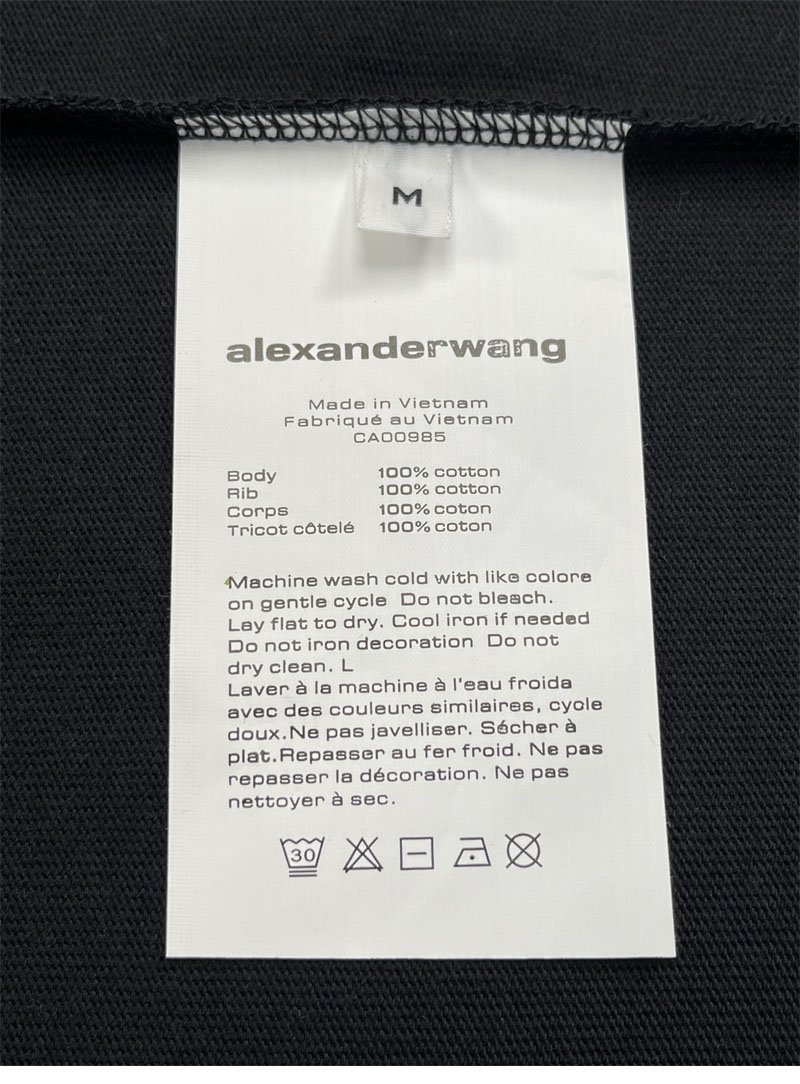 M
alexanderwang
Made in Vietnam
Fabriqué au Vietnam
CA00985
Body 100% cotton
Rib 100% cotton
Corps 100% coton
Tricot côtelé 100% coton
Machine wash cold with like colore
on gentle cycle Do not bleach.
Lay flat to dry. Cool iron if needed
Do not iron decoration Do not
dry clean. L
Laver à la machine à l'eau froida
avec des couleurs similaires, cycle
doux.Ne pas javelliser. Sécher à
plat.Repasser au fer froid. Ne pas
repasser la décoration. Ne pas
nettoyer à sec.
30